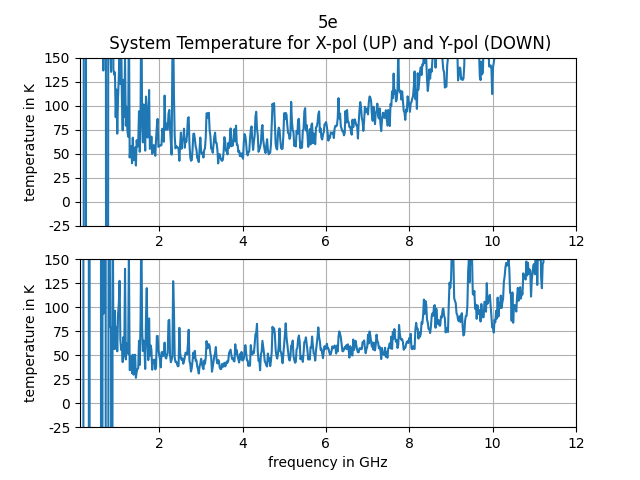 5e
System Temperature for X-pol (UP) and Y-pol (DOWN)
150
125
100
75
50
25
0
-25
temperature in K
2 4 6 8 10 12
150
125
100
75
50
25
0
-25
temperature in K
2 4 6 8 10 12
frequency in GHz